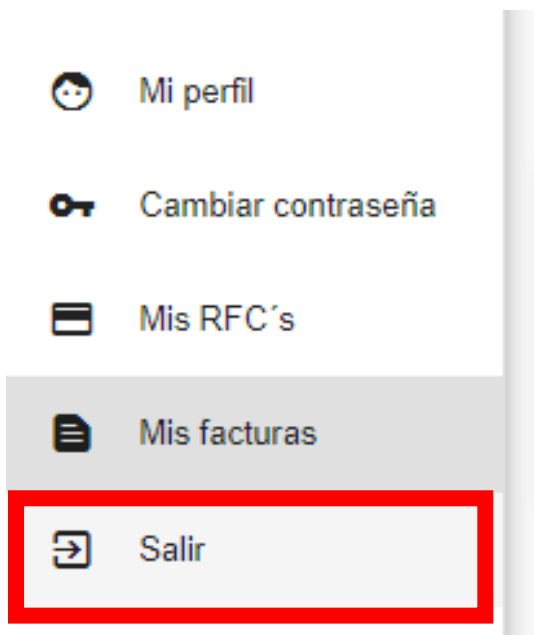 Mi perfil
Cambiar contraseña
Mis RFC´s
Mis facturas
Salir